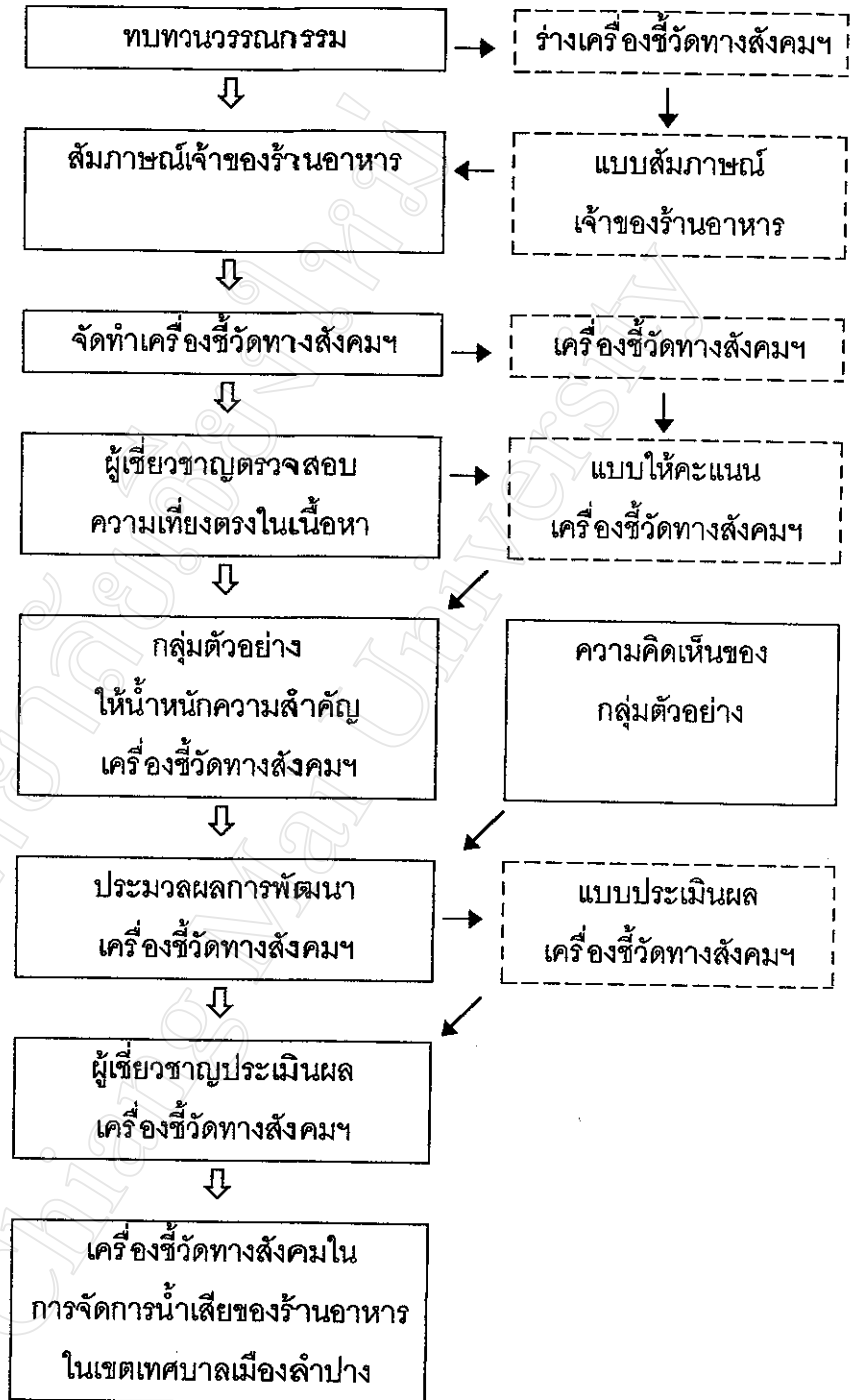 ทบทวนวรรณกรรม
ร่างเครื่องชี้วัดทางสังคมฯ
สัมภาษณ์เจ้าของร้านอาหาร
แบบสัมภาษณ์
เจ้าของร้านอาหาร
จัดทำเครื่องชี้วัดทางสังคมฯ
เครื่องชี้วัดทางสังคมฯ
ผู้เชี่ยวชาญตรวจสอบ
ความเที่ยงตรงในเนื้อหา
แบบให้คะแนน
เครื่องชี้วัดทางสังคมฯ
กลุ่มตัวอย่าง
ให้น้ำหนักความสำคัญ
เครื่องชี้วัดทางสังคมฯ
ความคิดเห็นของ
กลุ่มตัวอย่าง
ประมวลผลการพัฒนา
เครื่องชี้วัดทางสังคมฯ
แบบประเมินผล
เครื่องชี้วัดทางสังคมฯ
ผู้เชี่ยวชาญประเมินผล
เครื่องชี้วัดทางสังคมฯ
เครื่องชี้วัดทางสังคมใน
การจัดการน้ำเสียของร้านอาหาร
ในเขตเทศบาลเมืองลำปาง
Chiang Mai University